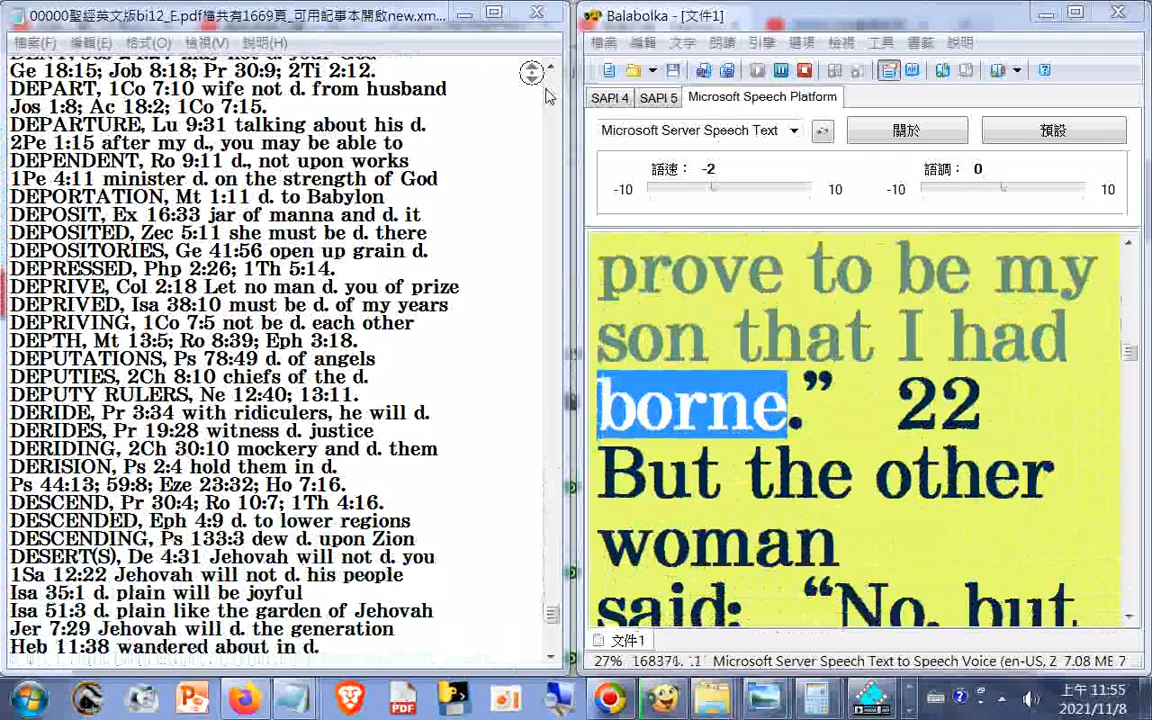 00000聖經英文版bi12_E.pdf檔共有1669頁_可用記事本開啟new.xm...
檔案(F) 編輯(E) 格式(O) 檢視(V) 說明(H)
Ge 18:15; Job 8:18; Pr 30:9; 2Ti 2:12.
DEPART, 1Co 7:10 wife not d. from husband
Jos 1:8; Ac 18:2; 1Co 7:15.
DEPARTURE, Lu 9:31 talking about his d.
2Pe 1:15 after my d., you may be able to
DEPENDENT, Ro 9:11 d., not upon works
1Pe 4:11 minister d. on the strength of God
DEPORTATION, Mt 1:11 d. to Babylon
DEPOSIT, Ex 16:33 jar of manna and d. it
DEPOSITED, Zec 5:11 she must be d. there
DEPOSITORIES, Ge 41:56 open up grain d.
DEPRESSED, Php 2:26; 1Th 5:14.
DEPRIVE, Col 2:18 Let no man d. you of prize
DEPRIVED, Isa 38:10 must be d. of my years
DEPRIVING, 1Co 7:5 not be d. each other
DEPTH, Mt 13:5; Ro 8:39; Eph 3:18.
DEPUTATIONS, Ps 78:49 d. of angels
DEPUTIES, 2Ch 8:10 chiefs of the d.
DEPUTY RULERS, Ne 12:40; 13:11.
DERIDE, Pr 3:34 with ridiculers, he will d.
DERIDES, Pr 19:28 witness d. justice
DERIDING, 2Ch 30:10 mockery and d. them
DERISION, Ps 2:4 hold them in d.
Ps 44:13; 59:8; Eze 23:32; Ho 7:16.
DESCEND, Pr 30:4; Ro 10:7; 1Th 4:16.
DESCENDED, Eph 4:9 d. to lower regions
DESCENDING, Ps 133:3 dew d. upon Zion
DESERT(S), De 4:31 Jehovah will not d. you
1Sa 12:22 Jehovah will not d. his people
Isa 35:1 d. plain will be joyful
Isa 51:3 d. plain like the garden of Jehovah
Jer 7:29 Jehovah will d. the generation
Heb 11:38 wandered about in d.
Balabolka - [文件1]
檔案 編輯 文字 朗讀 引擎 選項 檢視 工具 書籤 說明
SAPI 4 SAPI 5 Microsoft Speech Platform
Microsoft Server Speech Text 關於 預設
語速: -2 語調: 0
-10 10 -10 10
prove to be my
son that I had
borne.” 22
But the other
woman
said: “No, but
文件1
27% Microsoft Server Speech Text to Speech Voice (en-US, Z 7.08 ME 7
上午 11:55
2021/11/8